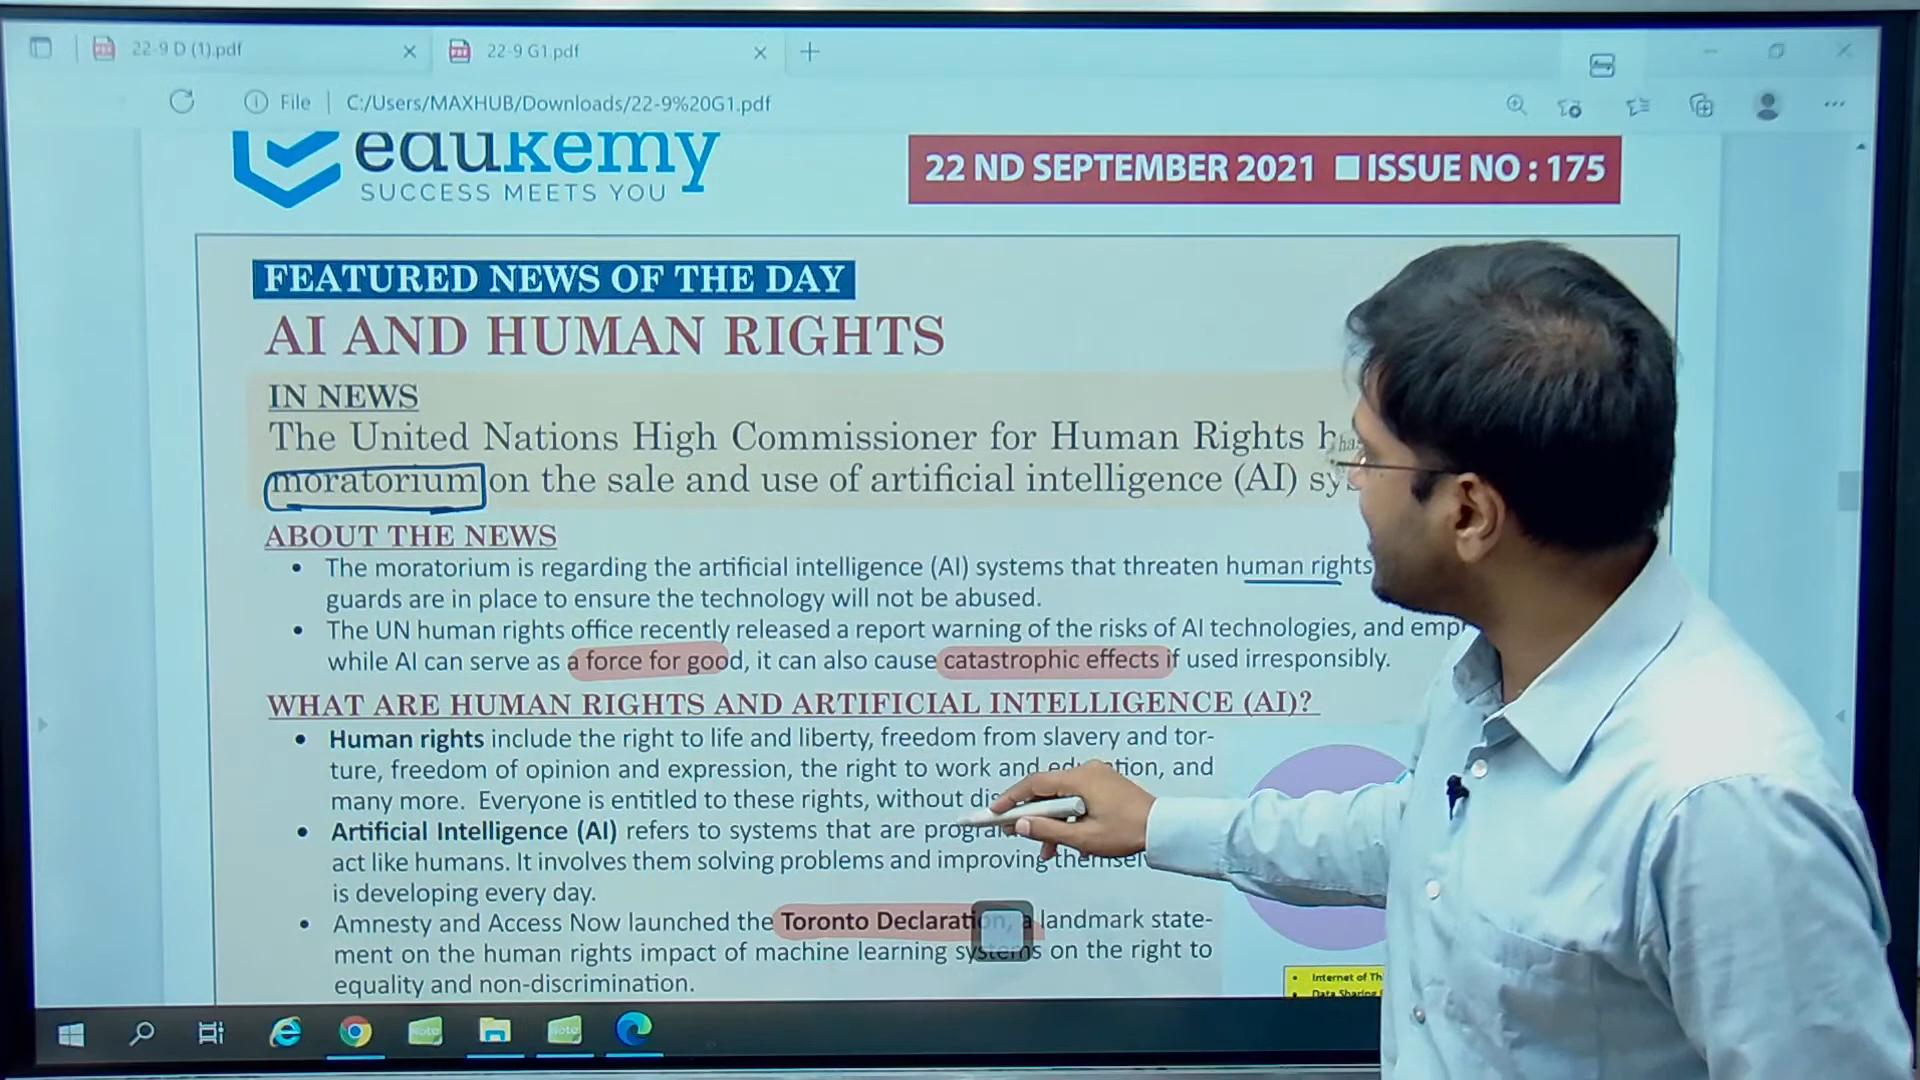 22-9 D (1).pdf
22-9 G1.pdf
File
C:/Users/MAXHUB/Downloads/22-9%20G1.pdf
edukemy
SUCCESS MEETS YOU
22 ND SEPTEMBER 2021 ISSUE NO : 175
FEATURED NEWS OF THE DAY
AI AND HUMAN RIGHTS
IN NEWS
The United Nations High Commissioner for Human Rights
moratorium on the sale and use of artificial intelligence (AI)
ABOUT THE NEWS
• The moratorium is regarding the artificial intelligence (AI) systems that threaten human rights
guards are in place to ensure the technology will not be abused.
• The UN human rights office recently released a report warning of the risks of AI technologies, and
while AI can serve as a force for good, it can also cause catastrophic effects if used irresponsibly.
WHAT ARE HUMAN RIGHTS AND ARTIFICIAL INTELLIGENCE (AI)?
• Human rights include the right to life and liberty, freedom from slavery and tor-
ture, freedom of opinion and expression, the right to work and education, and
many more. Everyone is entitled to these rights, without
• Artificial Intelligence (AI) refers to systems that are
act like humans. It involves them solving problems and improving
is developing every day.
• Amnesty and Access Now launched the Toronto Declaration, a landmark state-
ment on the human rights impact of machine learning systems on the right to
equality and non-discrimination.
• Internet of
• Data Sharing